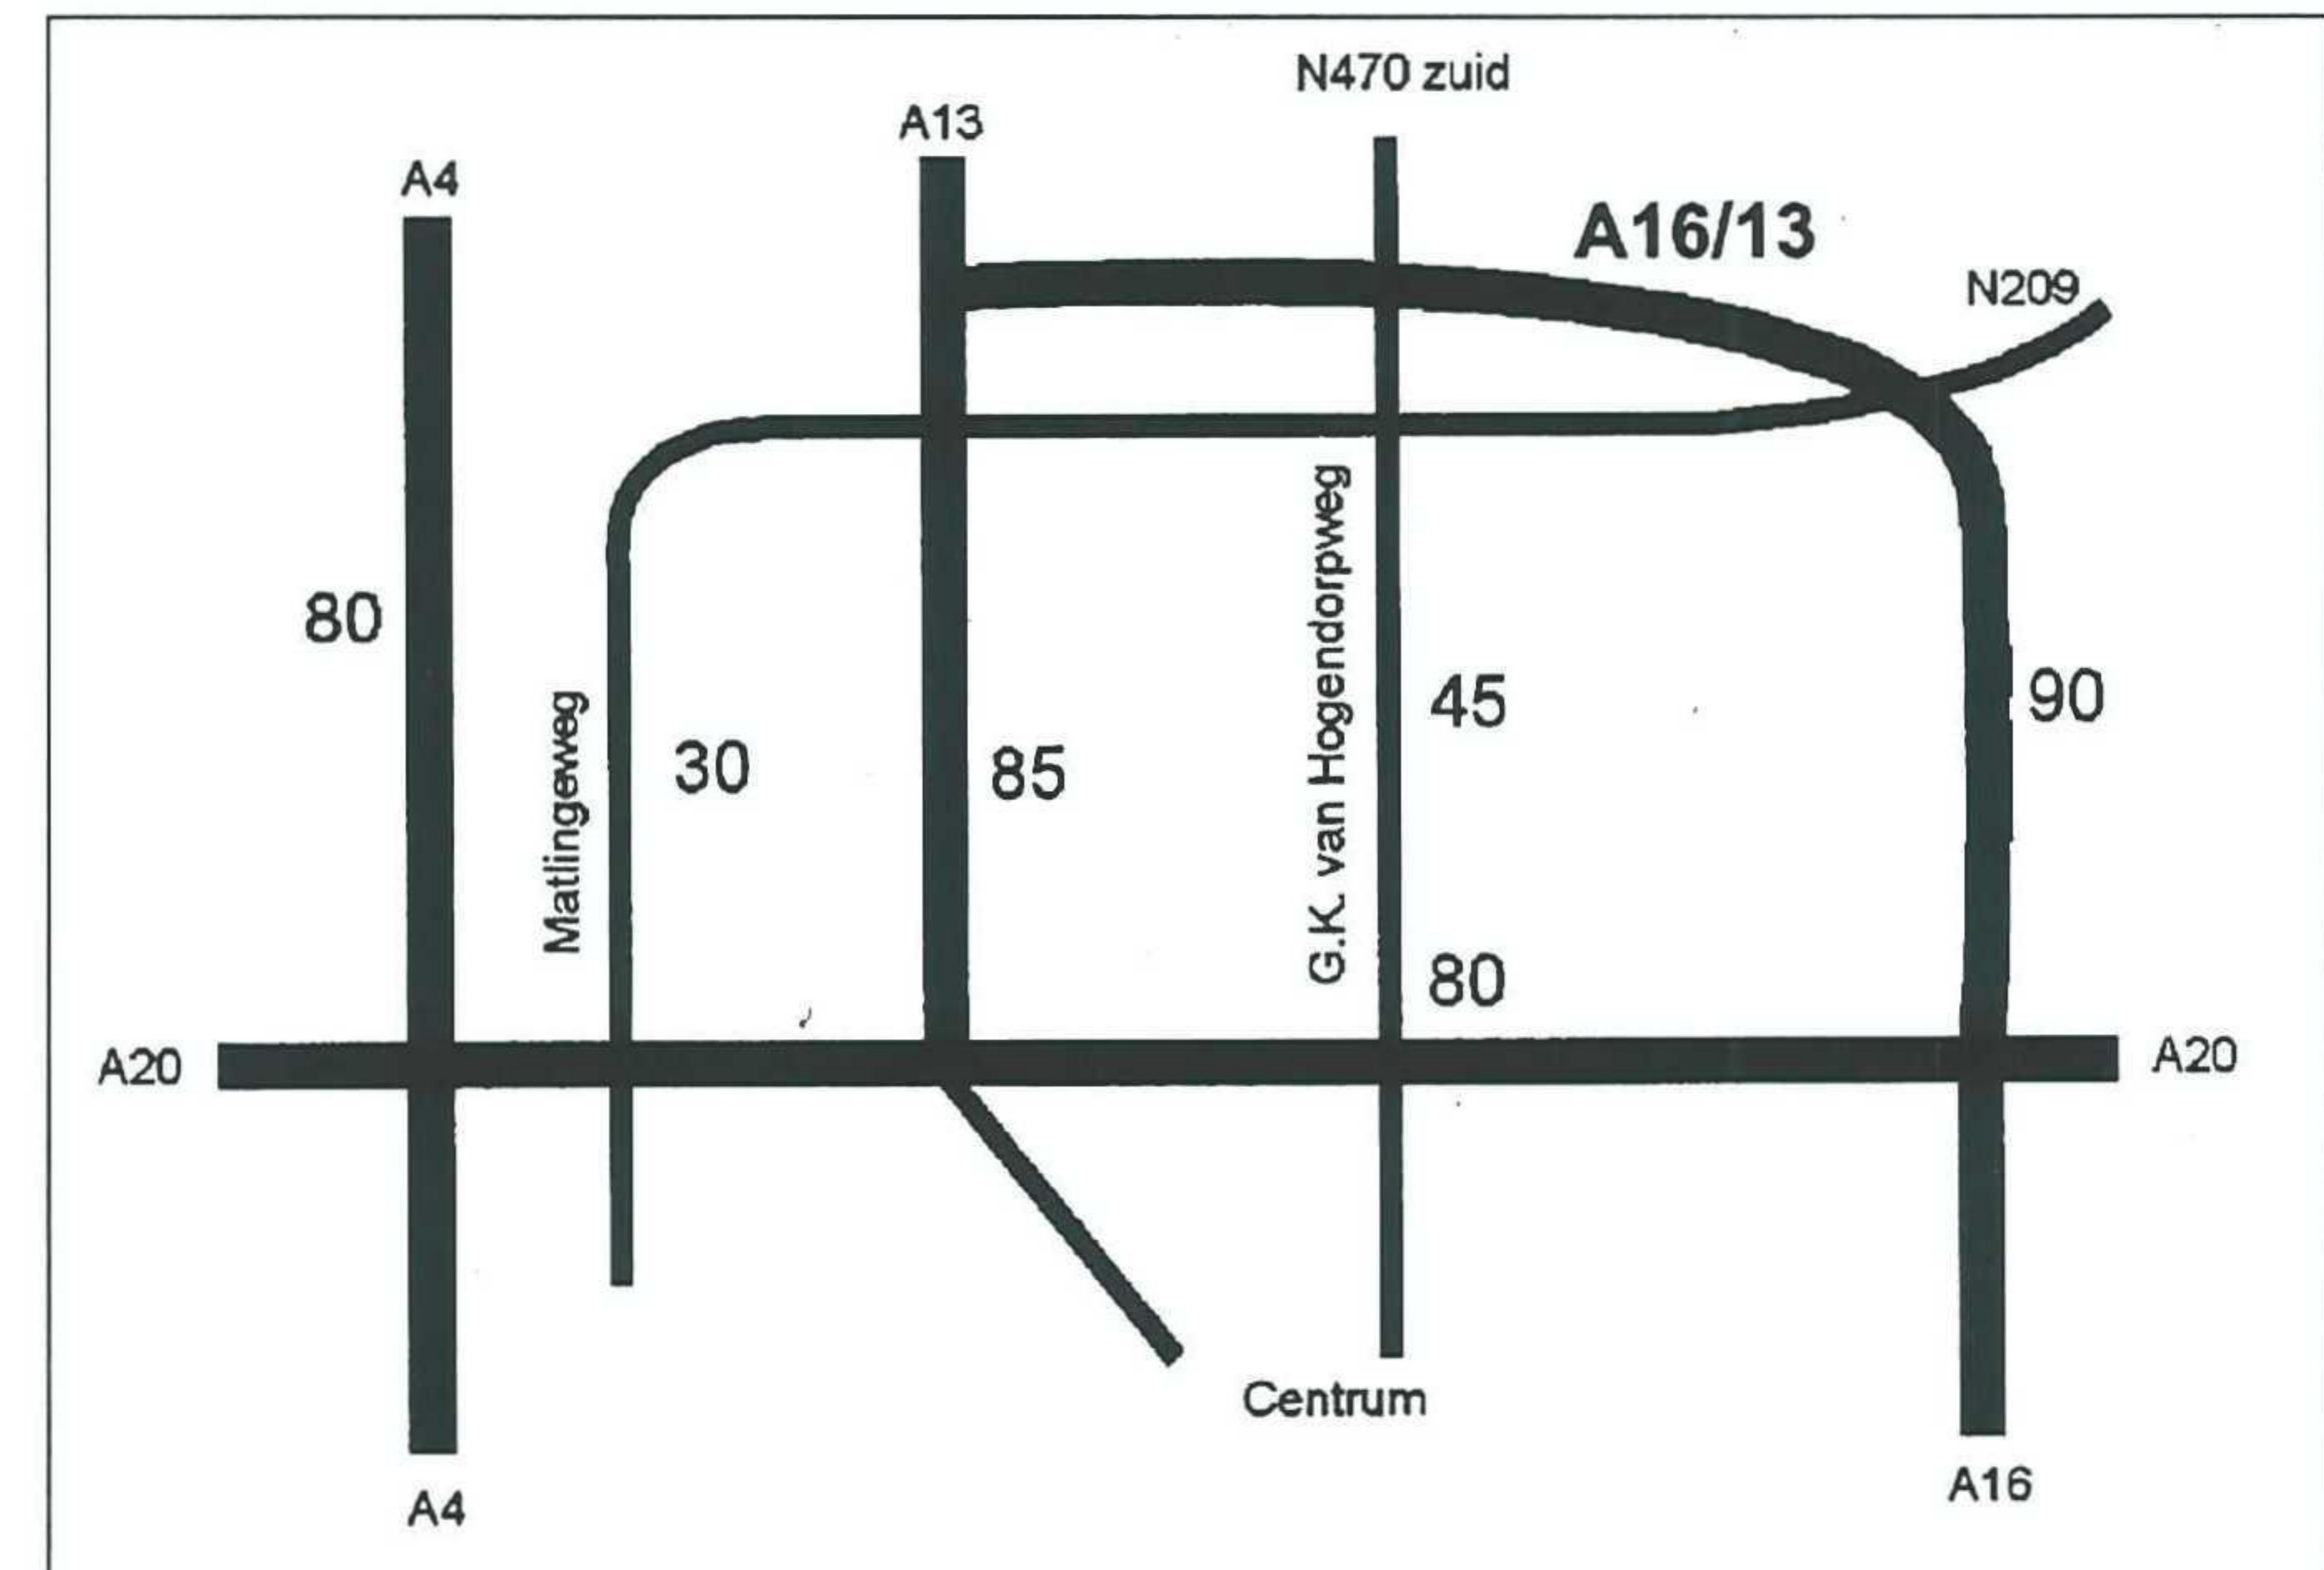 N470 zuid
A13
A4
A16/13
N209
80
Matlingeweg
30
85
G.K. van Hogendorpweg
45
90
80
A20
A20
Centrum
A4
A16